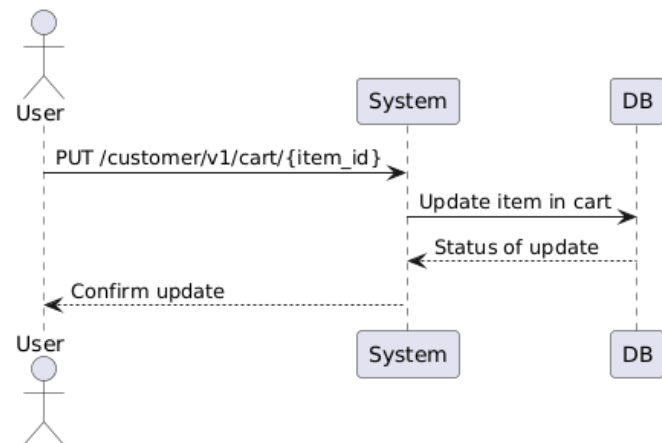 User
System
DB
PUT /customer/v1/cart/{item_id}
Update item in cart
Status of update
Confirm update
User
System
DB